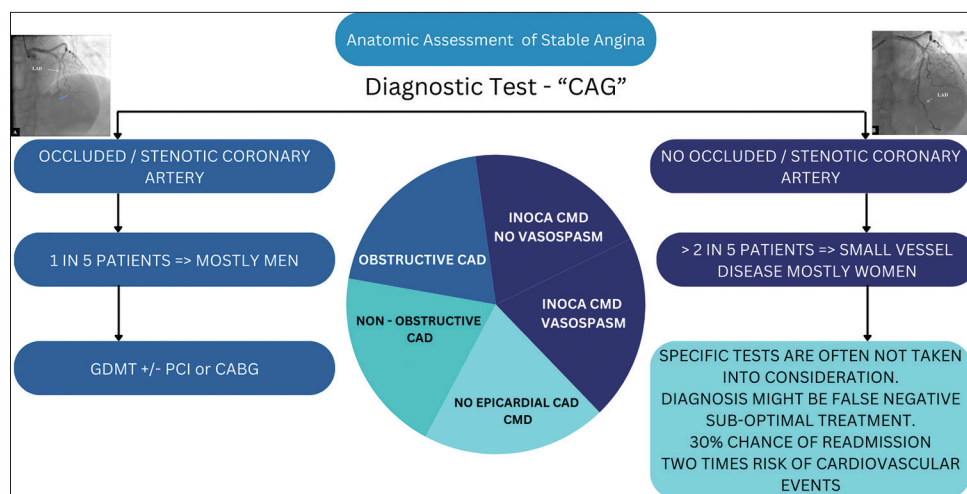 Anatomic Assessment of Stable Angina
Diagnostic Test - “CAG”
LAD
A
LAD
OCCLUDED / STENOTIC CORONARY
ARTERY
1 IN 5 PATIENTS => MOSTLY MEN
GDMT +/- PCI or CABG
OBSTRUCTIVE CAD
INOCA CMD
NO VASOSPASM
INOCA CMD
VASOSPASM
NON - OBSTRUCTIVE
CAD
NO EPICARDIAL CAD
CMD
NO OCCLUDED / STENOTIC CORONARY
ARTERY
> 2 IN 5 PATIENTS => SMALL VESSEL
DISEASE MOSTLY WOMEN
SPECIFIC TESTS ARE OFTEN NOT TAKEN
INTO CONSIDERATION.
DIAGNOSIS MIGHT BE FALSE NEGATIVE
SUB-OPTIMAL TREATMENT.
30% CHANCE OF READMISSION
TWO TIMES RISK OF CARDIOVASCULAR
EVENTS